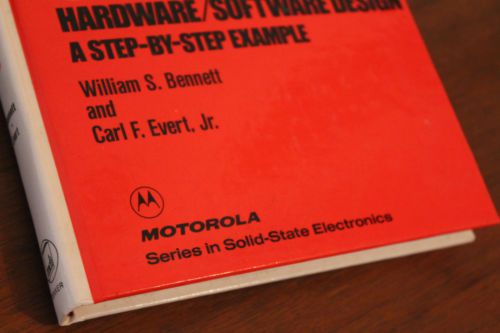 HARDWARE/SOFTWARE DESIGN
A STEP-BY-STEP EXAMPLE
William S. Bennett
and
Carl F. Evert, Jr.
MOTOROLA
Series in Solid-State Electronics